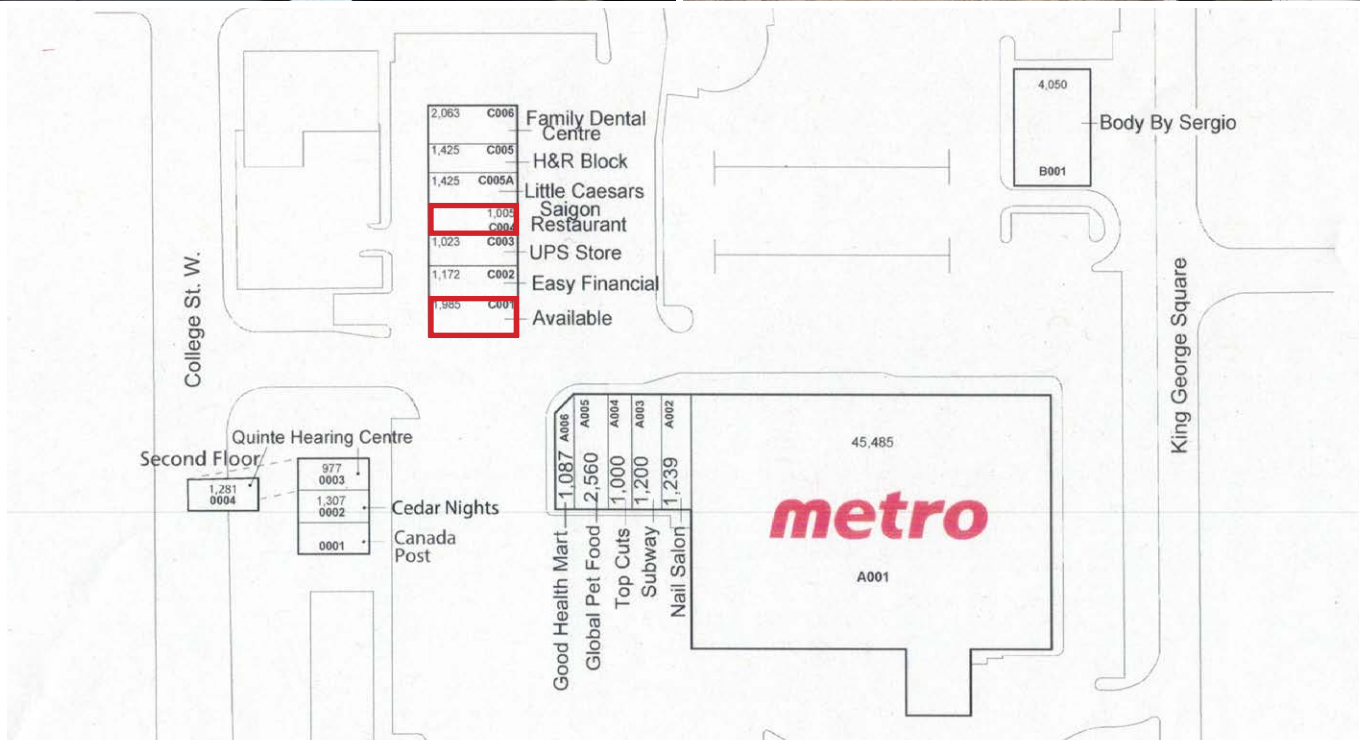 4,050
Body By Sergio
B001
2,063 C006
Family Dental
Centre
1,425 C005
H&R Block
1,425 C005A
Little Caesars
1,005
C004
Saigon
Restaurant
1,023 C003
UPS Store
1,172 C002
Easy Financial
1,985 C001
Available
College St. W.
King George Square
Quinte Hearing Centre
Second Floor
1,281
0004
977
0003
1,307
0002
Cedar Nights
0001
Canada
Post
A006
1,087
Good Health Mart
A005
2,560
Global Pet Food
A004
1,000
Top Cuts
A003
1,200
Subway
A002
1,239
Nail Salon
45,485
metro
A001